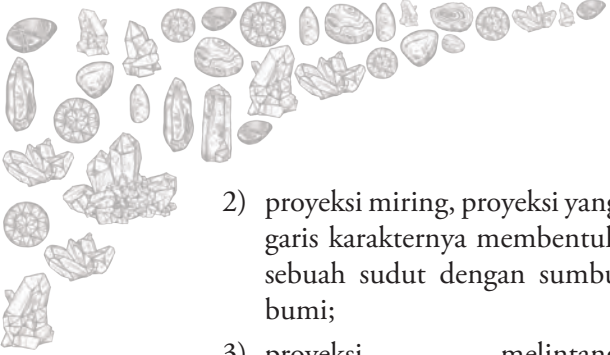 2) proyeksi miring, proyeksi yang
garis karakternya membentuk
sebuah sudut dengan sumbu
bumi;
3) proyeksi melintang